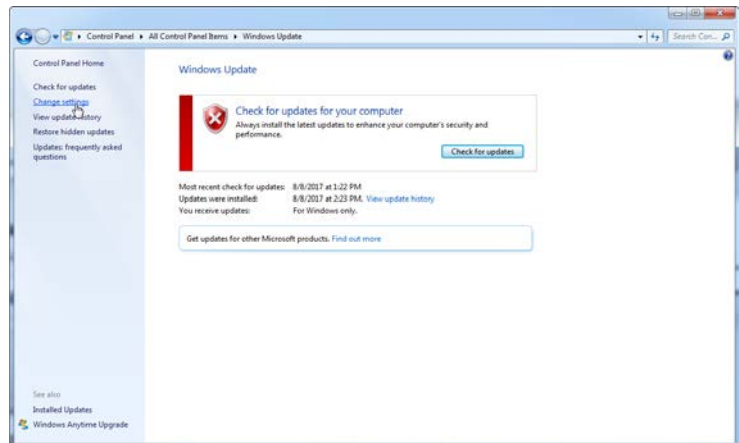 Control Panel ▸ All Control Panel Items ▸ Windows Update
Search Con...
Control Panel Home
Check for updates
Change settings
View update history
Restore hidden updates
Updates: frequently asked
questions
See also
Installed Updates
Windows Anytime Upgrade
Windows Update
Check for updates for your computer
Always install the latest updates to enhance your computer's security and
performance.
Check for updates
Most recent check for updates: 8/8/2017 at 1:22 PM
Updates were installed: 8/8/2017 at 2:23 PM. View update history
You receive updates: For Windows only.
Get updates for other Microsoft products. Find out more